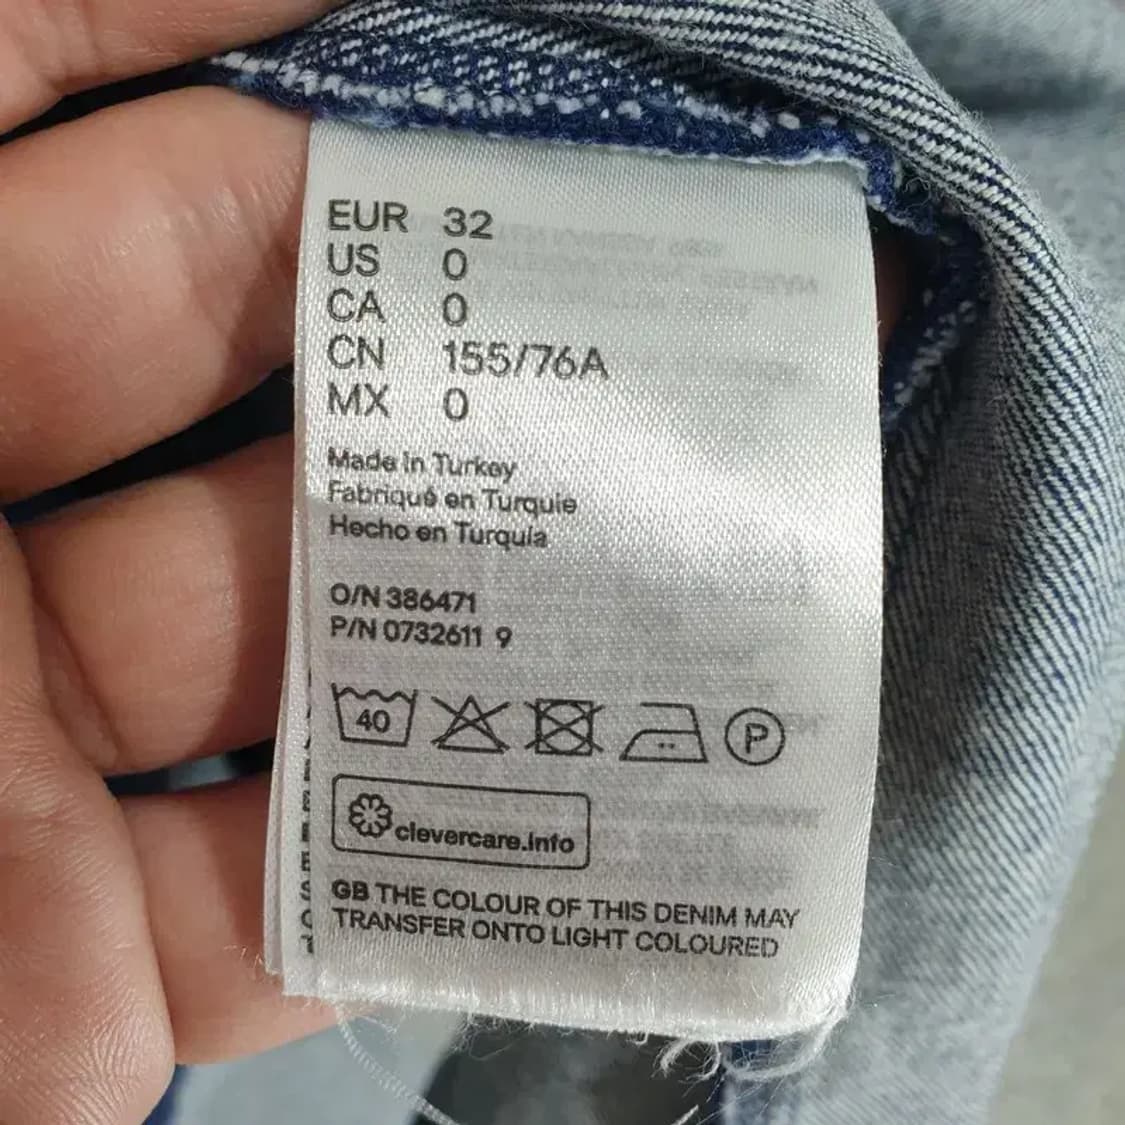 EUR 32
US 0
CA 0
CN 155/76A
MX 0
Made in Turkey
Fabriqué en Turquie
Hecho en Turquía
O/N 386471
P/N 0732611 9
40
P
clevercare.info
GB THE COLOUR OF THIS DENIM MAY
TRANSFER ONTO LIGHT COLOURED